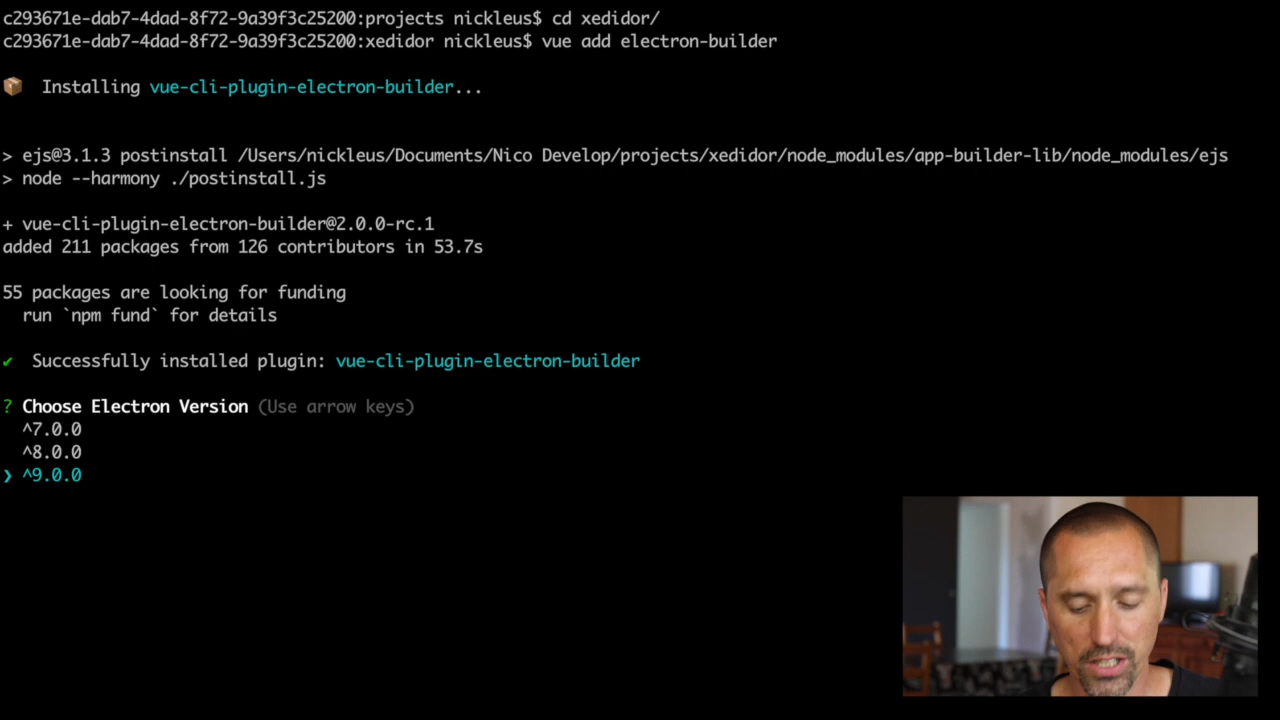 c293671e-dab7-4dad-8f72-9a39f3c25200:projects nickleus$ cd xedidor/
c293671e-dab7-4dad-8f72-9a39f3c25200:xedidor nickleus$ vue add electron-builder
📦  Installing vue-cli-plugin-electron-builder...
> ejs@3.1.3 postinstall /Users/nickleus/Documents/Nico Develop/projects/xedidor/node_modules/app-builder-lib/node_modules/ejs
> node --harmony ./postinstall.js
+ vue-cli-plugin-electron-builder@2.0.0-rc.1
added 211 packages from 126 contributors in 53.7s
55 packages are looking for funding
  run `npm fund` for details
✔  Successfully installed plugin: vue-cli-plugin-electron-builder
? Choose Electron Version (Use arrow keys)
  ^7.0.0
  ^8.0.0
❯ ^9.0.0